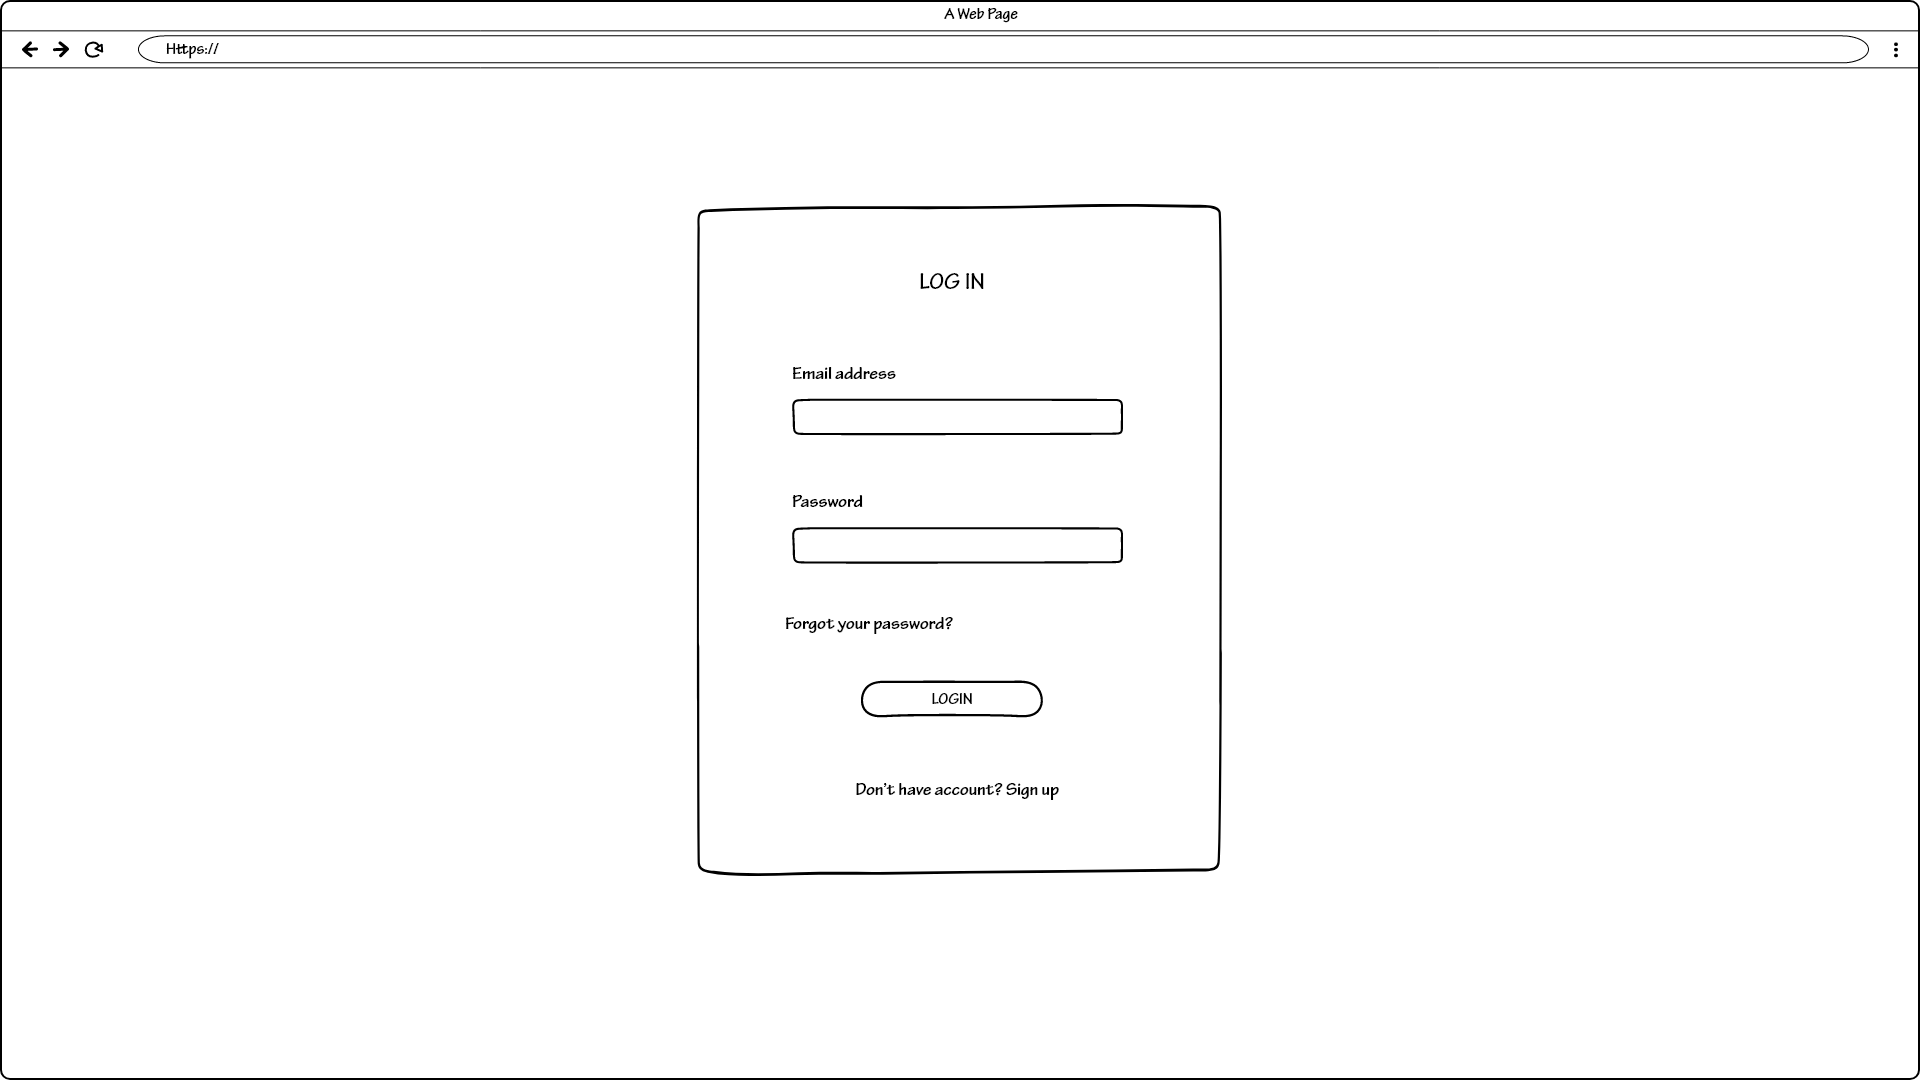 A Web Page
Https://
LOG IN
Email address
Password
Forgot your password?
LOGIN
Don't have account? Sign up